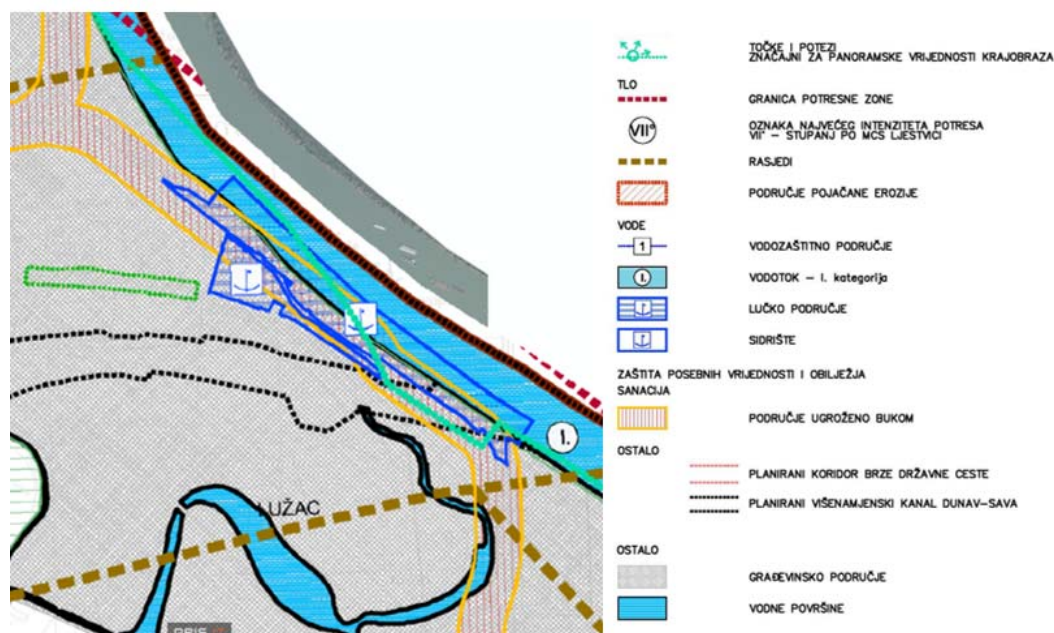 LUŽAC
I.
TOČKE I POTEZI
ZNAČAJNI ZA PANORAMSKE VRIJEDNOSTI KRAJOBRAZA
TLO
GRANICA POTRESNE ZONE
VII°
OZNAKA NAJVEĆEG INTENZITETA POTRESA
VII° – STUPANJ PO MCS LJESTVICI
RASJEDI
PODRUČJE POJAČANE EROZIJE
VODE
1
VODOZAŠTITNO PODRUČJE
I.
VODOTOK – I. kategorija
LUČKO PODRUČJE
SIDRIŠTE
ZAŠTITA POSEBNIH VRIJEDNOSTI I OBILJEŽJA
SANACIJA
PODRUČJE UGROŽENO BUKOM
OSTALO
PLANIRANI KORIDOR BRZE DRŽAVNE CESTE
PLANIRANI VIŠENAMJENSKI KANAL DUNAV-SAVA
OSTALO
GRAĐEVINSKO PODRUČJE
VODNE POVRŠINE